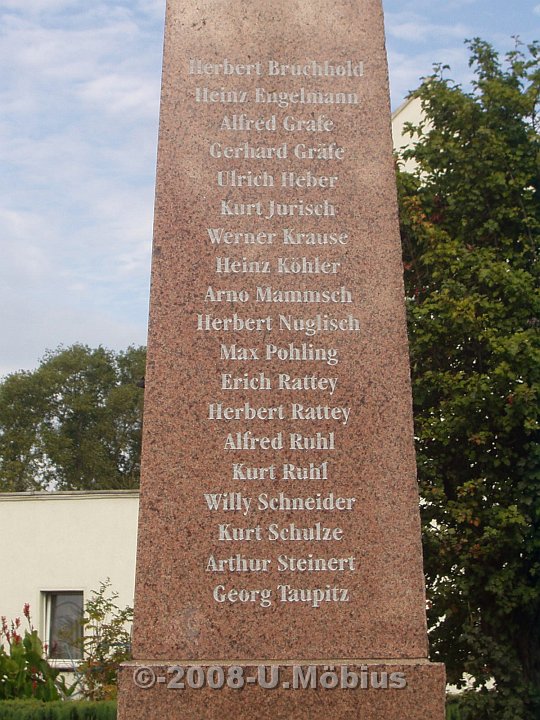 Herbert Bruchhold
Heinz Engelmann
Alfred Gräfe
Gerhard Gräfe
Ulrich Heber
Kurt Jurisch
Werner Krause
Heinz Köhler
Arno Mammsch
Herbert Nuglisch
Max Pohling
Erich Rattey
Herbert Rattey
Alfred Ruhl
Kurt Ruhl
Willy Schneider
Kurt Schulze
Arthur Steinert
Georg Taupitz
©-2008-U.Möbius